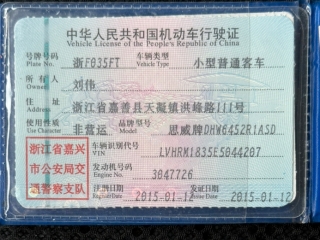 中华人民共和国机动车行驶证
Vehicle License of the People's Republic of China
号牌号码 浙F035FT 车辆类型 小型普通客车
Plate No. Vehicle Type
所有人 刘伟
Owner
住址 浙江省嘉善县天凝镇洪峰路111号
Address
使用性质 非营运 品牌型号 思威牌DHW6452R1ASD
Use Character Model
浙江省嘉兴 车辆识别代号 LVHRM1835E5044207
VIN
市公安局交 发动机号码 3047726
Engine No.
通警察支队 注册日期 2015-01-12 发证日期 2015-01-12
Register Date Issue Date